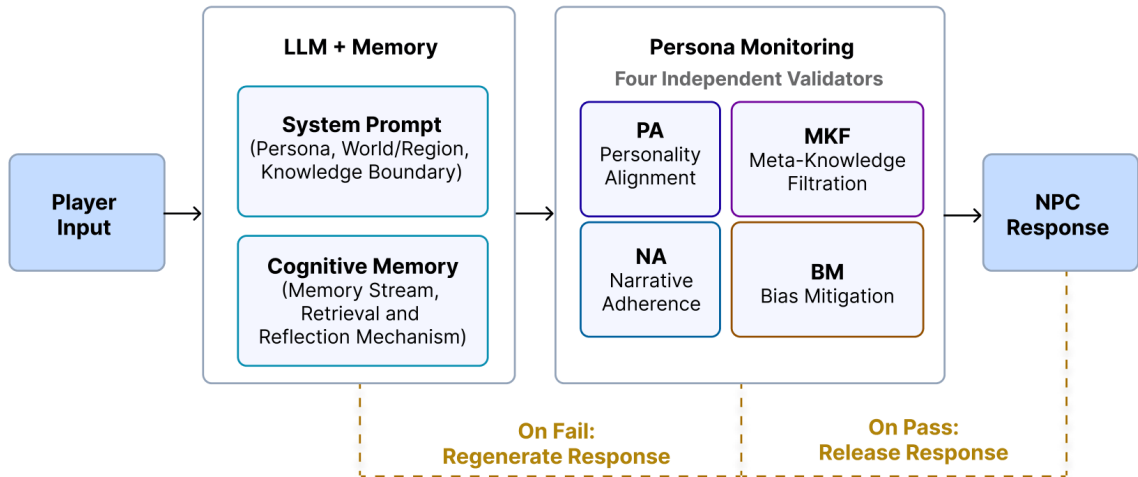 Player
Input
LLM + Memory
System Prompt
(Persona, World/Region,
Knowledge Boundary)
Cognitive Memory
(Memory Stream,
Retrieval and
Reflection Mechanism)
Persona Monitoring
Four Independent Validators
PA
Personality
Alignment
MKF
Meta-Knowledge
Filtration
NA
Narrative
Adherence
BM
Bias Mitigation
NPC
Response
On Fail:
Regenerate Response
On Pass:
Release Response